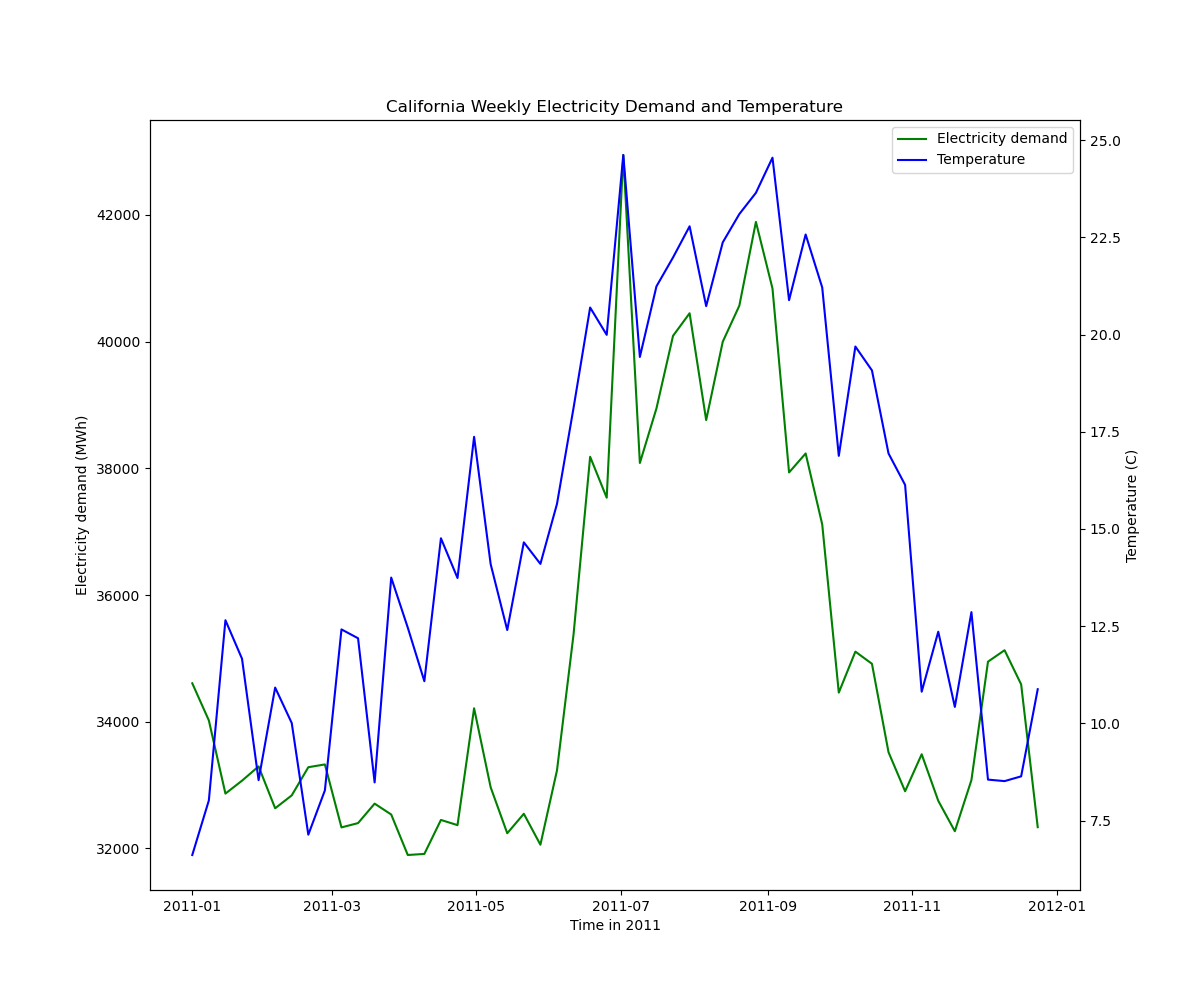 California Weekly Electricity Demand and Temperature
Electricity demand
Temperature
42000
40000
38000
36000
34000
32000
Electricity demand (MWh)
25.0
22.5
20.0
17.5
15.0
12.5
10.0
7.5
Temperature (C)
2011-01 2011-03 2011-05 2011-07 2011-09 2011-11 2012-01
Time in 2011